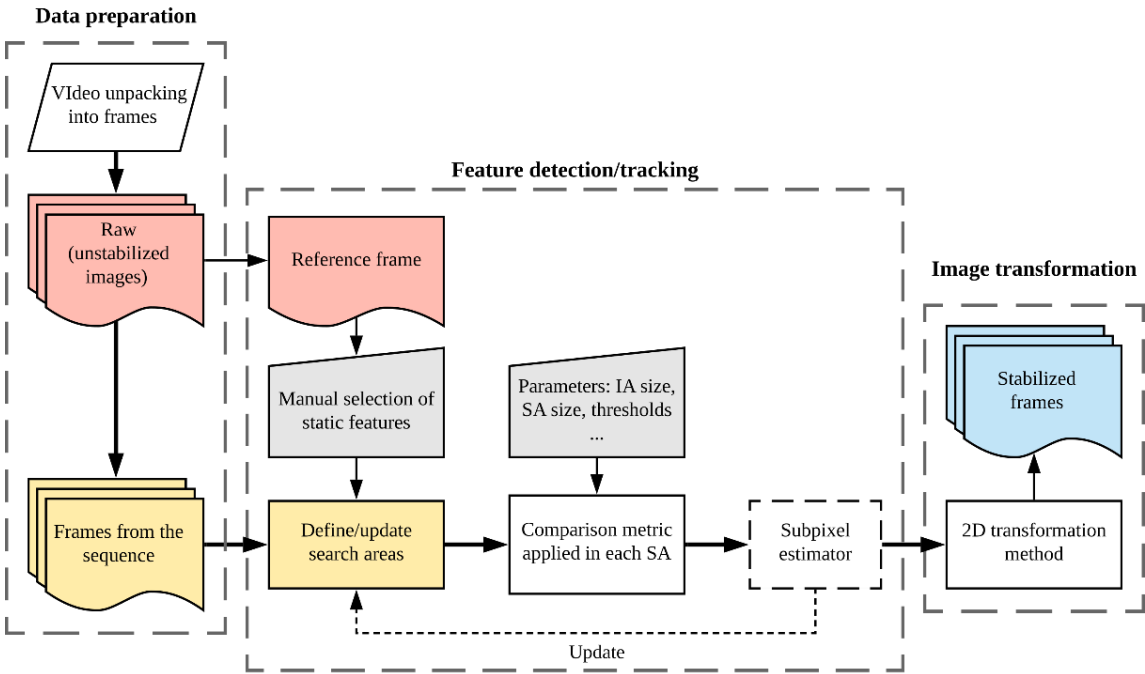 Data preparation
VIdeo unpacking
into frames
Raw
(unstabilized
images)
Frames from the
sequence
Feature detection/tracking
Reference frame
Manual selection of
static features
Parameters: IA size,
SA size, thresholds
...
Define/update
search areas
Comparison metric
applied in each SA
Subpixel
estimator
Update
Image transformation
Stabilized
frames
2D transformation
method